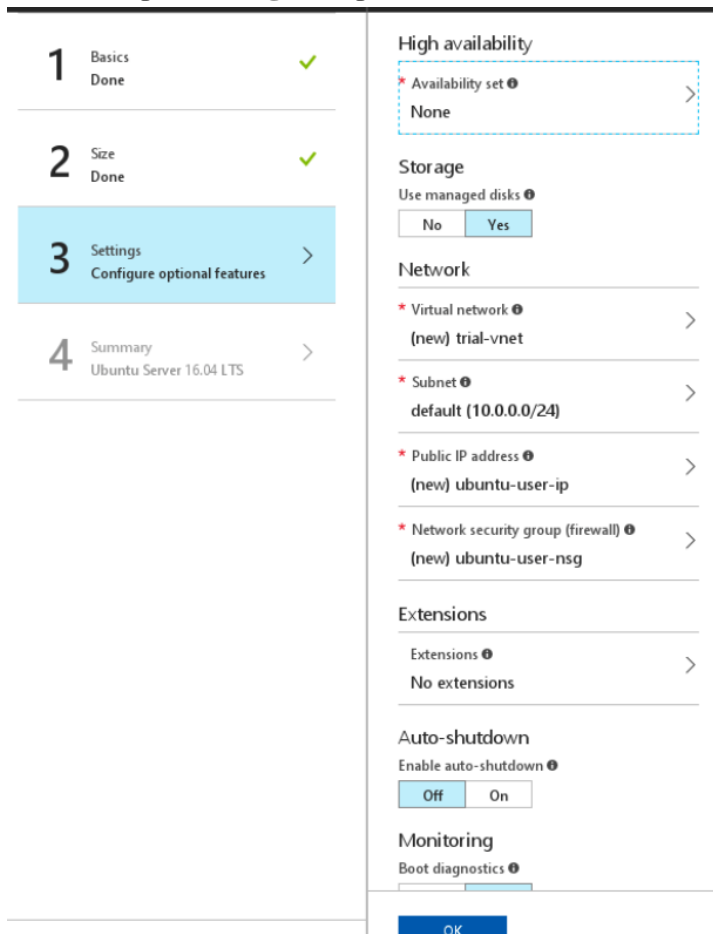 1
Basics
Done
2
Size
Done
3
Settings
Configure optional features
4
Summary
Ubuntu Server 16.04 LTS
High availability
* Availability set
None
Storage
Use managed disks
No Yes
Network
* Virtual network
(new) trial-vnet
* Subnet
default (10.0.0.0/24)
* Public IP address
(new) ubuntu-user-ip
* Network security group (firewall)
(new) ubuntu-user-nsg
Extensions
Extensions
No extensions
Auto-shutdown
Enable auto-shutdown
Off On
Monitoring
Boot diagnostics
OK